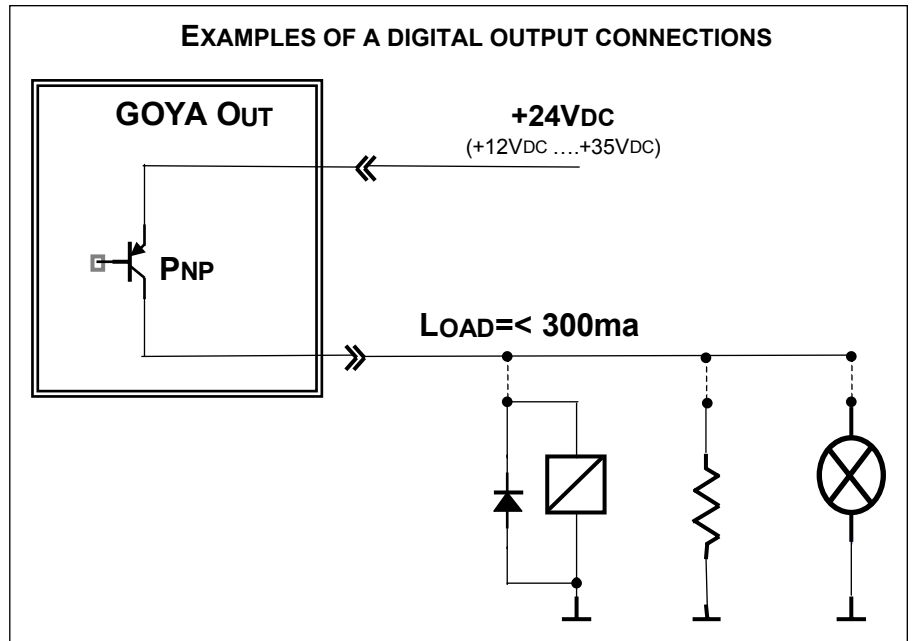 EXAMPLES OF A DIGITAL OUTPUT CONNECTIONS
GOYA OUT
+24VDC
(+12VDC ....+35VDC)
PNP
LOAD=< 300ma